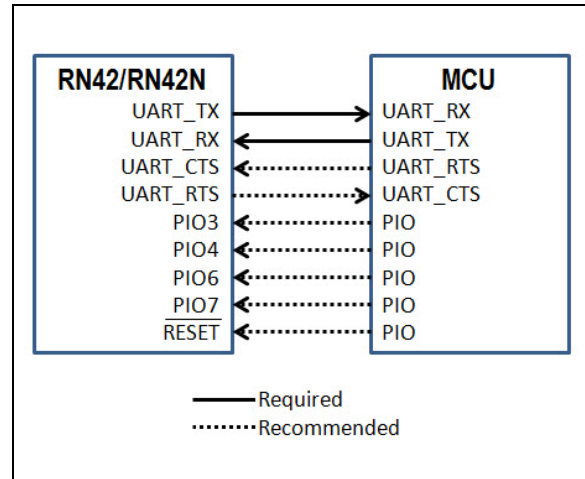 RN42/RN42N MCU
UART_TX UART_RX
UART_RX UART_TX
UART_CTS UART_RTS
UART_RTS UART_CTS
PIO3 PIO
PIO4 PIO
PIO6 PIO
PIO7 PIO
RESET PIO
Required
Recommended